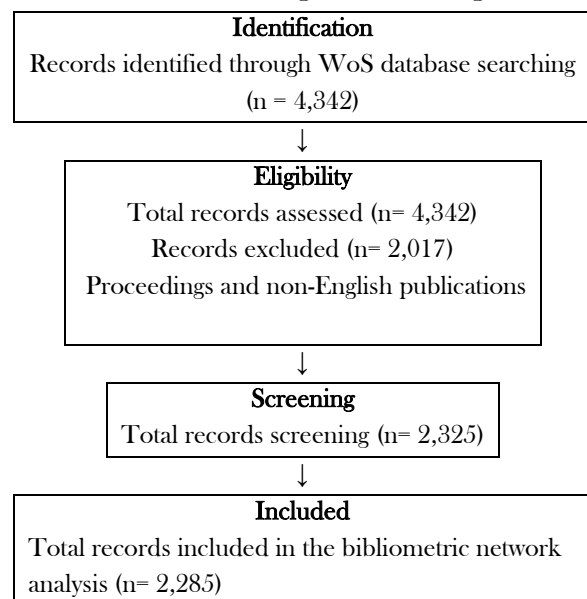 Identification
Records identified through WoS database searching
(n = 4,342)
↓
Eligibility
Total records assessed (n= 4,342)
Records excluded (n= 2,017)
Proceedings and non-English publications
↓
Screening
Total records screening (n= 2,325)
↓
Included
Total records included in the bibliometric network
analysis (n= 2,285)